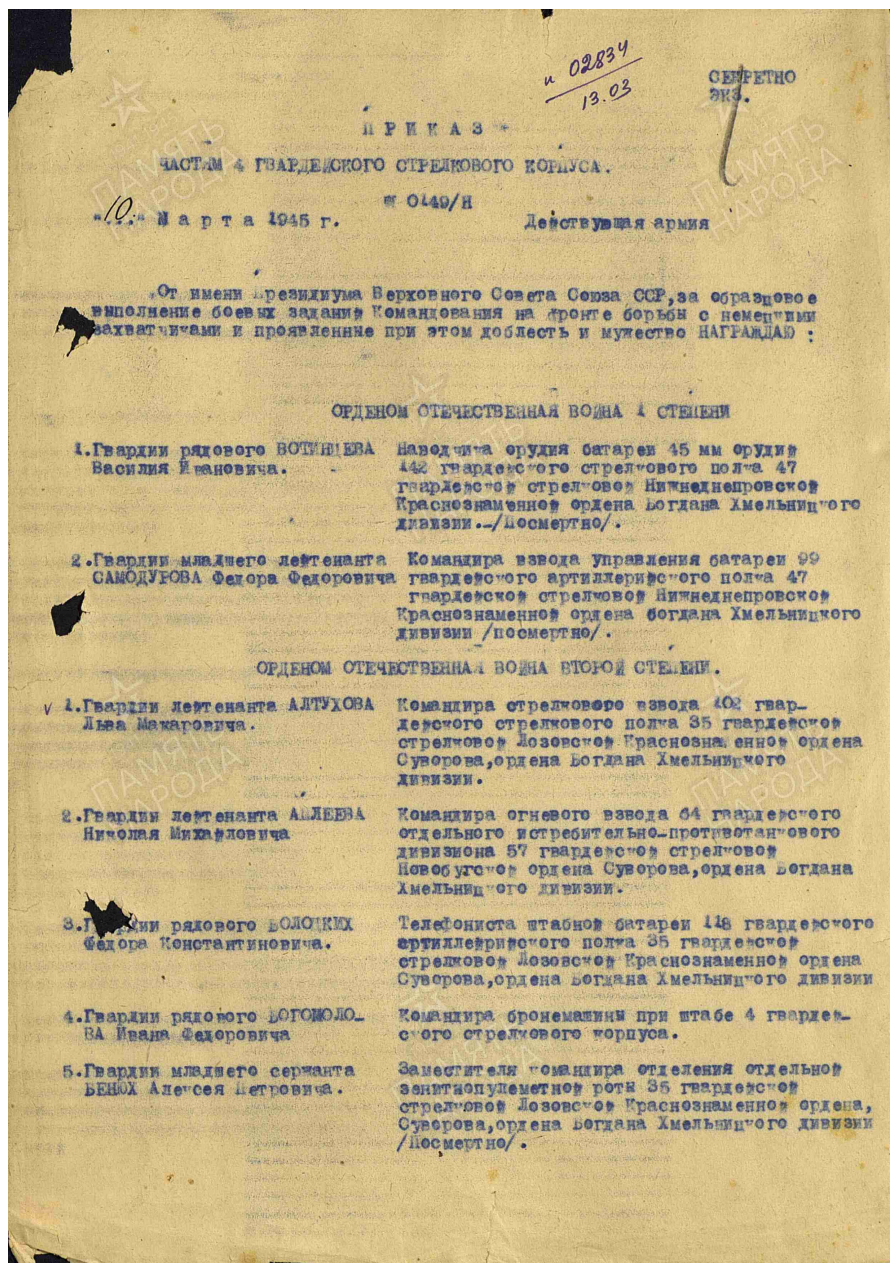 и 02834
13.03
СЕКРЕТНО
ЭКЗ.
П Р И К А З
ЧАСТЯМ 4 ГВАРДЕЙСКОГО СТРЕЛКОВОГО КОРПУСА.
№ 0149/Н
"10" М а р т а 1945 г. Действующая армия
От имени Президиума Верховного Совета Союза ССР,за образцовое
выполнение боевых заданий Командования на фронте борьбы с немецкими
захватчиками и проявленные при этом доблесть и мужество НАГРАЖДАЮ :
ОРДЕНОМ ОТЕЧЕСТВЕННАЯ ВОЙНА 1 СТЕПЕНИ
1.Гвардии рядового ВОТИНЦЕВА Наводчика орудия батареи 45 мм орудий
Василия Ивановича. 142 гвардейского стрелкового полка 47
гвардейской стрелковой Нижнеднепровской
Краснознаменной ордена Богдана Хмельницкого
дивизии.-/Посмертно/.
2.Гвардии младшего лейтенанта Командира взвода управления батареи 99
САМОДУРОВА Федора Федоровича гвардейского артиллерийского полка 47
гвардейской стрелковой Нижнеднепровской
Краснознаменной ордена богдана Хмельницкого
дивизии /посмертно/.
ОРДЕНОМ ОТЕЧЕСТВЕННАЯ ВОЙНА ВТОРОЙ СТЕПЕНИ.
1.Гвардии лейтенанта АЛТУХОВА Командира стрелкового взвода 102 гвар-
Льва Макаровича. дейского стрелкового полка 35 гвардейской
стрелковой Лозовской Краснознаменной ордена
Суворова,ордена Богдана Хмельницкого
дивизии.
2.Гвардии лейтенанта АВДЕЕВА Командира огневого взвода 64 гвардейского
Николая Михайловича отдельного истребительно-противотанкового
дивизиона 57 гвардейской стрелковой
Новобугской ордена Суворова,ордена Богдана
Хмельницкого дивизии.
3.Гвардии рядового БОЛОЦКИХ Телефониста штабной батареи 118 гвардейского
Федора Константиновича. артиллейрийского полка 35 гвардейской
стрелковой Лозовской Краснознаменной ордена
Суворова,ордена Богдана Хмельницкого дивизии
4.Гвардии рядового БОГОМОЛО- Командира бронемашины при штабе 4 гвардей-
ВА Ивана Федоровича ского стрелкового корпуса.
5.Гвардии младшего сержанта Заместителя командира отделения отдельной
БЕНЮХ Алексея Петровича. зенитнопулеметной роты 35 гвардейской
стрелковой Лозовской Краснознаменной ордена,
Суворова,ордена Богдана Хмельницкого дивизии
/Посмертно/.
ПАМЯТЬ НАРОДА